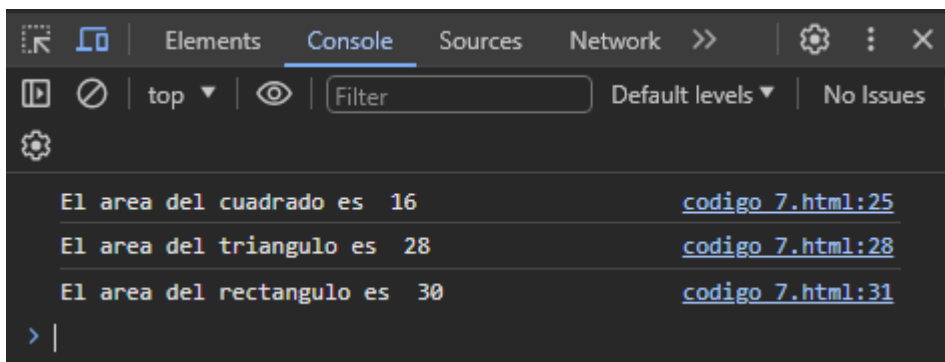 Elements Console Sources Network
top Filter Default levels No Issues
El area del cuadrado es  16 codigo 7.html:25
El area del triangulo es  28 codigo 7.html:28
El area del rectangulo es  30 codigo 7.html:31